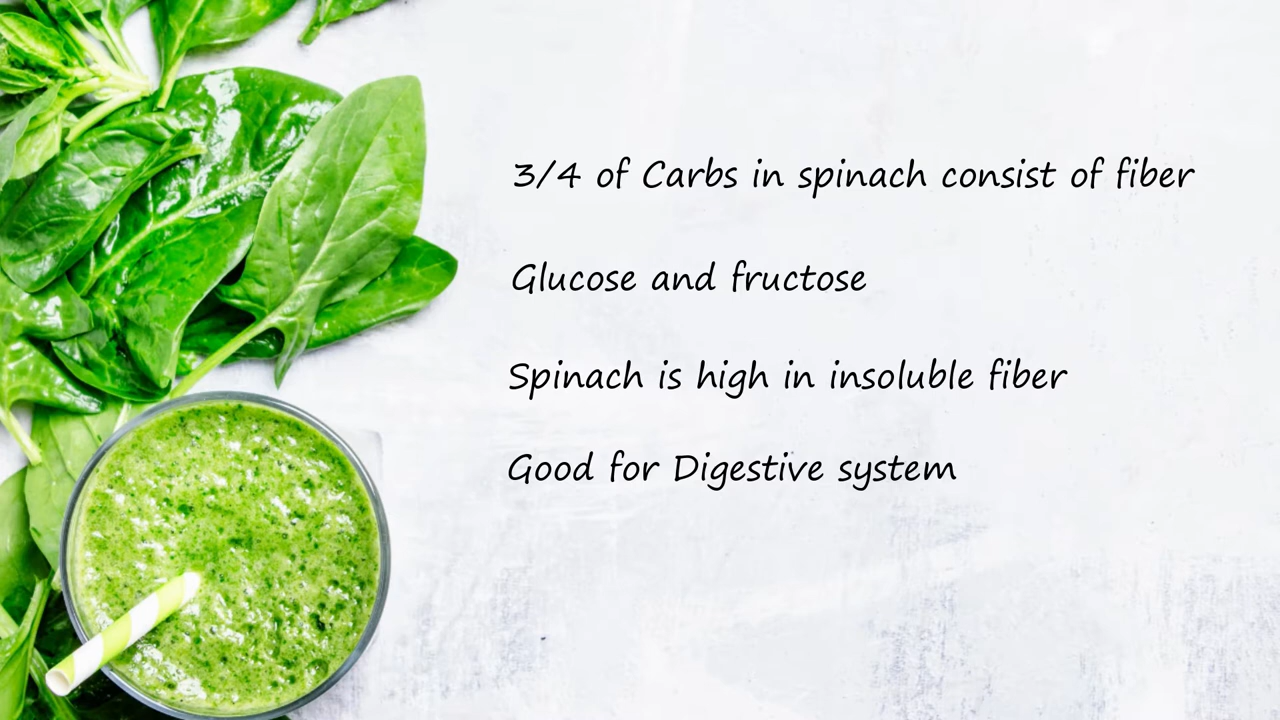 3/4 of Carbs in spinach consist of fiber
Glucose and fructose
Spinach is high in insoluble fiber
Good for Digestive system